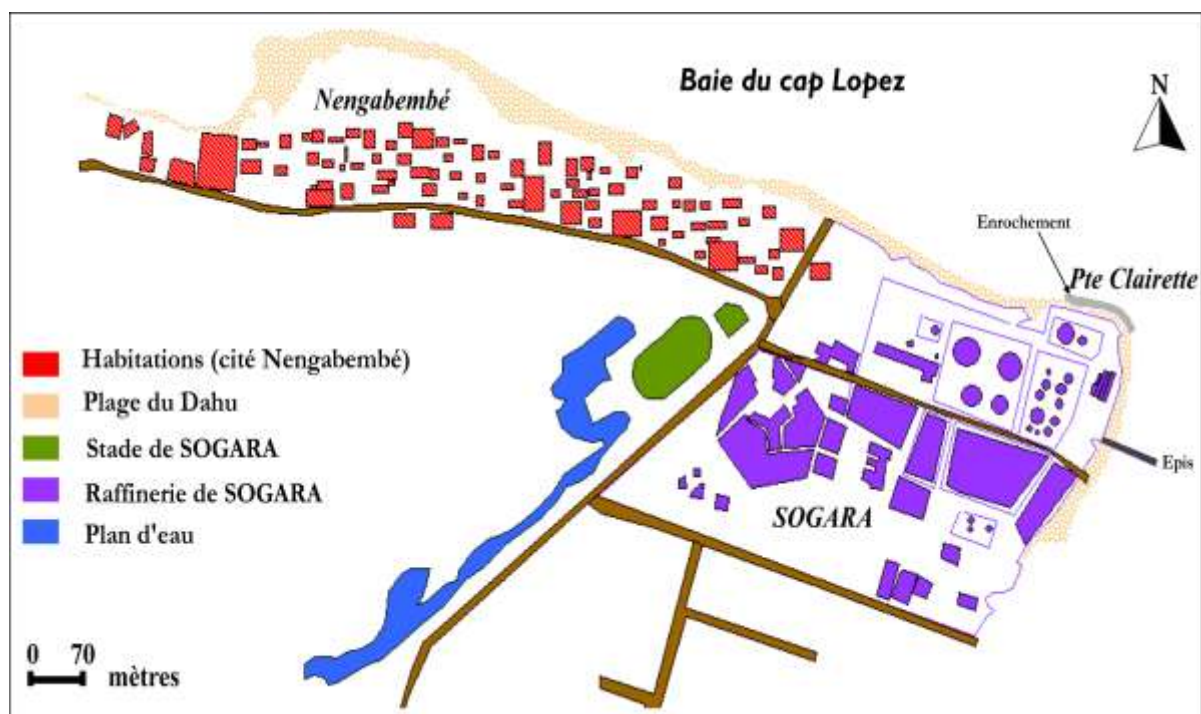 Baie du cap Lopez
N
Nengabembé
Enrochement
Pte Clairette
Habitations (cité Nengabembé)
Plage du Dahu
Stade de SOGARA
Raffinerie de SOGARA
Plan d'eau
Epis
SOGARA
0 70
mètres